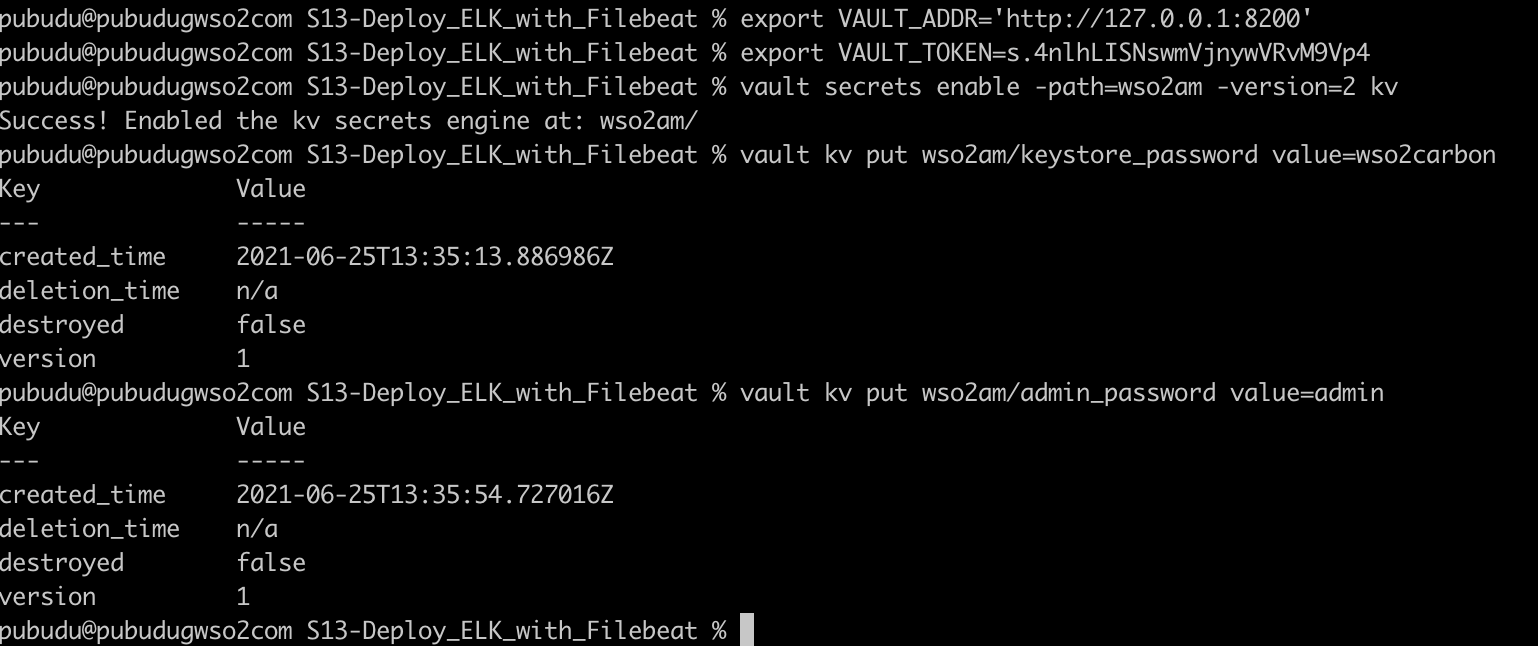 pubudu@pubudugwso2com S13-Deploy_ELK_with_Filebeat % export VAULT_ADDR='http://127.0.0.1:8200'
pubudu@pubudugwso2com S13-Deploy_ELK_with_Filebeat % export VAULT_TOKEN=s.4nlhLISNswmVjnywVRvM9Vp4
pubudu@pubudugwso2com S13-Deploy_ELK_with_Filebeat % vault secrets enable -path=wso2am -version=2 kv
Success! Enabled the kv secrets engine at: wso2am/
pubudu@pubudugwso2com S13-Deploy_ELK_with_Filebeat % vault kv put wso2am/keystore_password value=wso2carbon
Key Value
--- -----
created_time 2021-06-25T13:35:13.886986Z
deletion_time n/a
destroyed false
version 1
pubudu@pubudugwso2com S13-Deploy_ELK_with_Filebeat % vault kv put wso2am/admin_password value=admin
Key Value
--- -----
created_time 2021-06-25T13:35:54.727016Z
deletion_time n/a
destroyed false
version 1
pubudu@pubudugwso2com S13-Deploy_ELK_with_Filebeat %